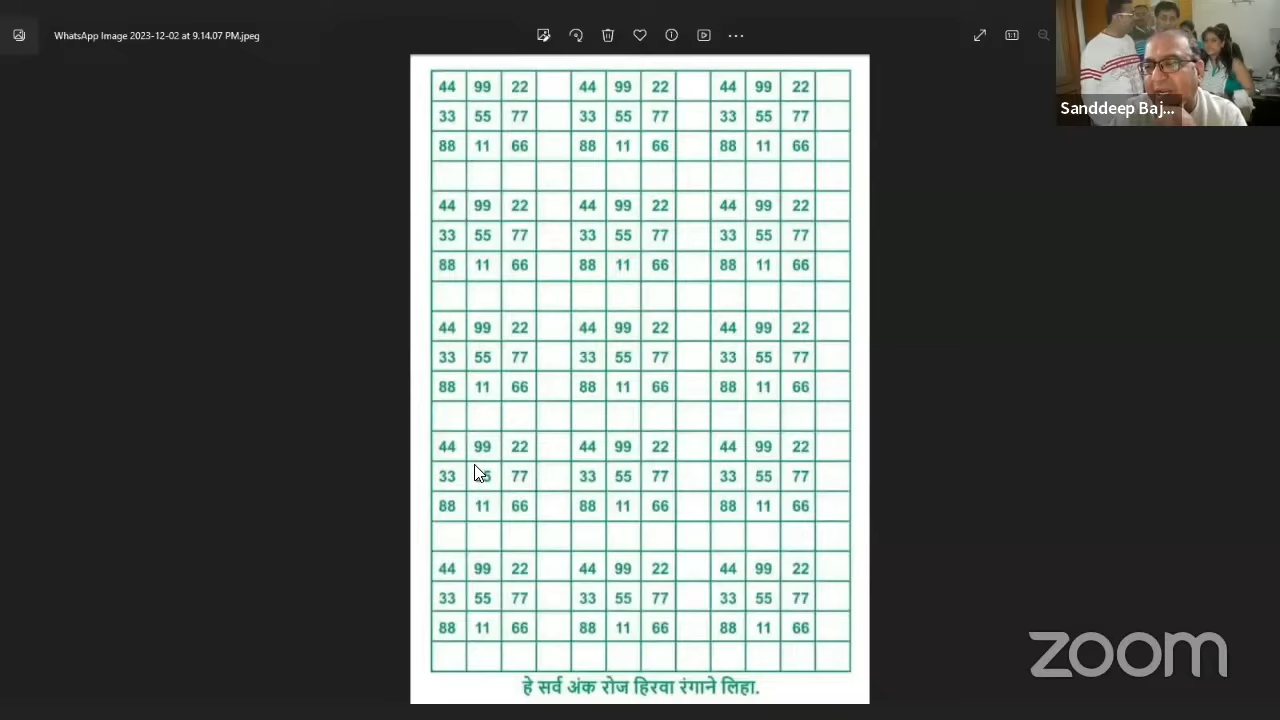 WhatsApp Image 2023-12-02 at 9.14.07 PM.jpeg
1:1
Sanddeep Baj...
44 99 22 44 99 22 44 99 22
33 55 77 33 55 77 33 55 77
88 11 66 88 11 66 88 11 66
44 99 22 44 99 22 44 99 22
33 55 77 33 55 77 33 55 77
88 11 66 88 11 66 88 11 66
44 99 22 44 99 22 44 99 22
33 55 77 33 55 77 33 55 77
88 11 66 88 11 66 88 11 66
44 99 22 44 99 22 44 99 22
33 55 77 33 55 77 33 55 77
88 11 66 88 11 66 88 11 66
44 99 22 44 99 22 44 99 22
33 55 77 33 55 77 33 55 77
88 11 66 88 11 66 88 11 66
हे सर्व अंक रोज हिरवा रंगाने लिहा.
zoom